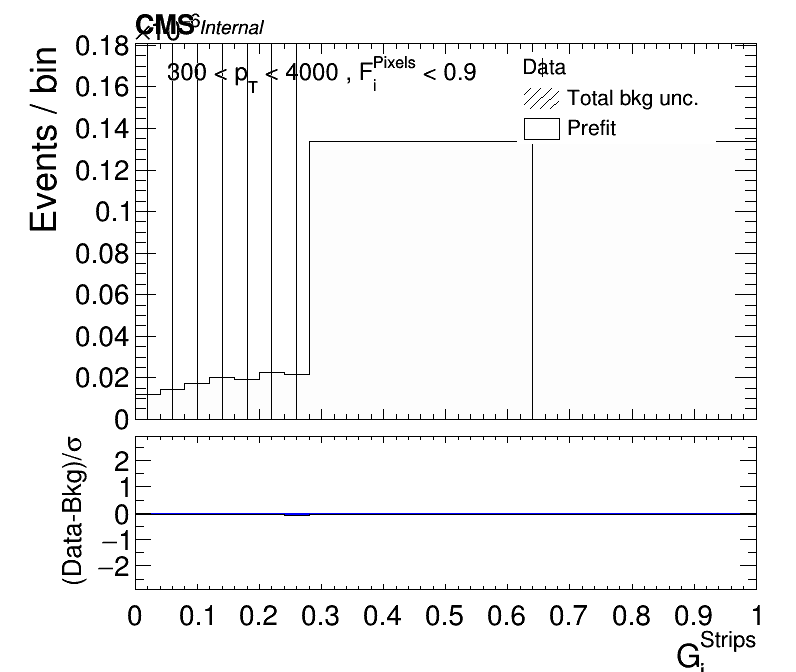 CMS Internal
×10⁻⁶
Events / bin
300 < p_T < 4000 , F_i^Pixels < 0.9
Data
Total bkg unc.
Prefit
0.18
0.16
0.14
0.12
0.1
0.08
0.06
0.04
0.02
0
(Data-Bkg)/σ
2
1
0
−1
−2
0 0.1 0.2 0.3 0.4 0.5 0.6 0.7 0.8 0.9 1
G_i^Strips